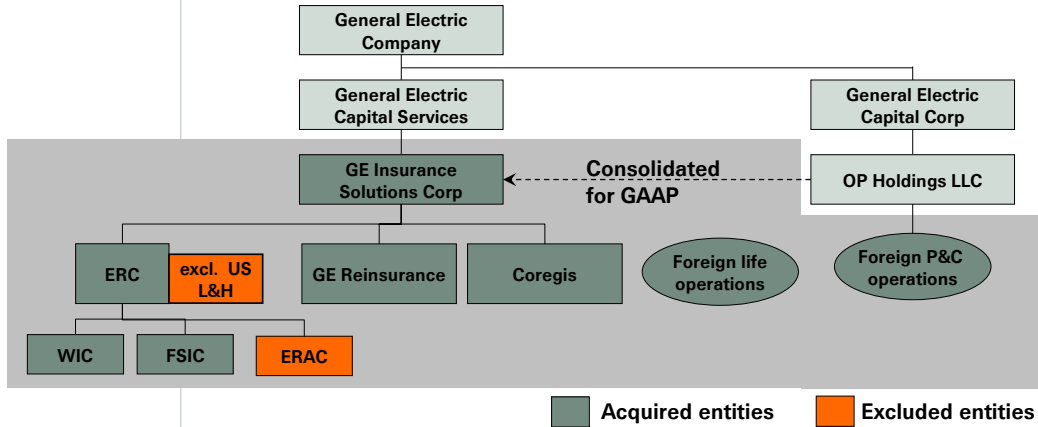 General Electric
Company
General Electric
Capital Services
General Electric
Capital Corp
GE Insurance
Solutions Corp
Consolidated
for GAAP
OP Holdings LLC
ERC
excl. US
L&H
GE Reinsurance
Coregis
Foreign life
operations
Foreign P&C
operations
WIC
FSIC
ERAC
Acquired entities
Excluded entities